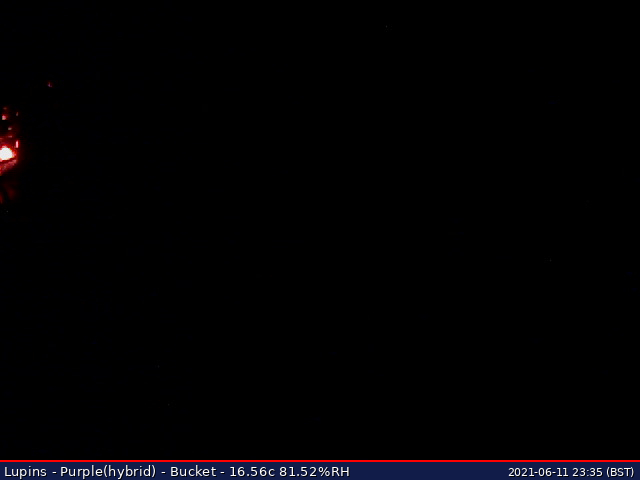 Lupins - Purple(hybrid) - Bucket - 16.56c 81.52%RH
2021-06-11 23:35 (BST)